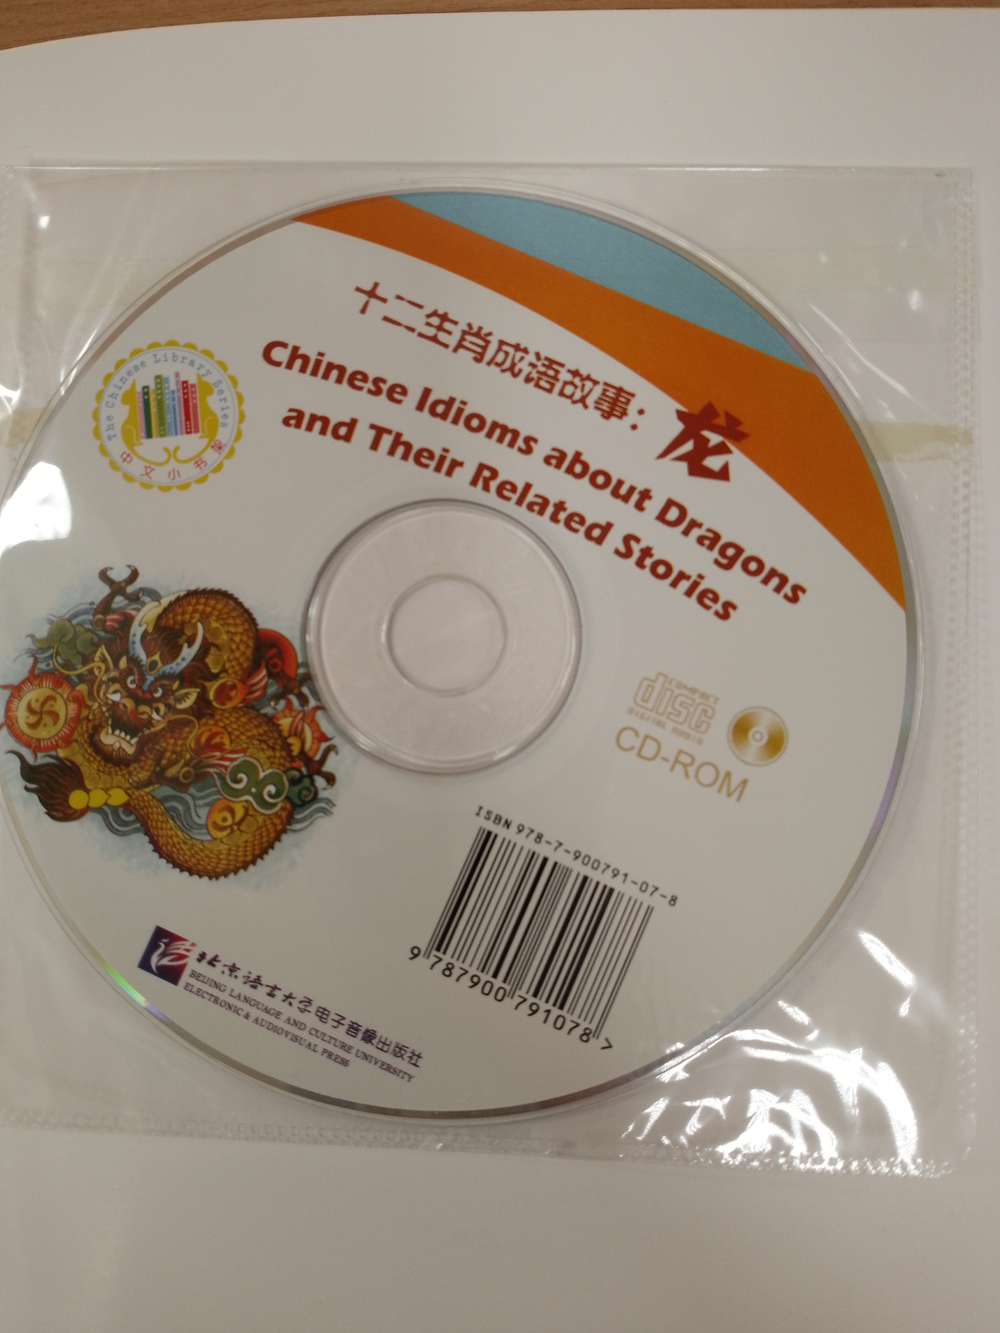 十二生肖成语故事：龙
Chinese Idioms about Dragons
and Their Related Stories
The Chinese Library Series
中文小书架
COMPACT
disc
DIGITAL AUDIO
CD-ROM
ISBN 978-7-900791-07-8
9 787900 791078 >
语
北京语言大学电子音像出版社
BEIJING LANGUAGE AND CULTURE UNIVERSITY
ELECTRONIC & AUDIOVISUAL PRESS